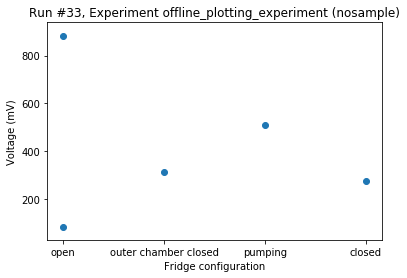 Run #33, Experiment offline_plotting_experiment (nosample)
800
600
400
200
Voltage (mV)
open
outer chamber closed
pumping
closed
Fridge configuration